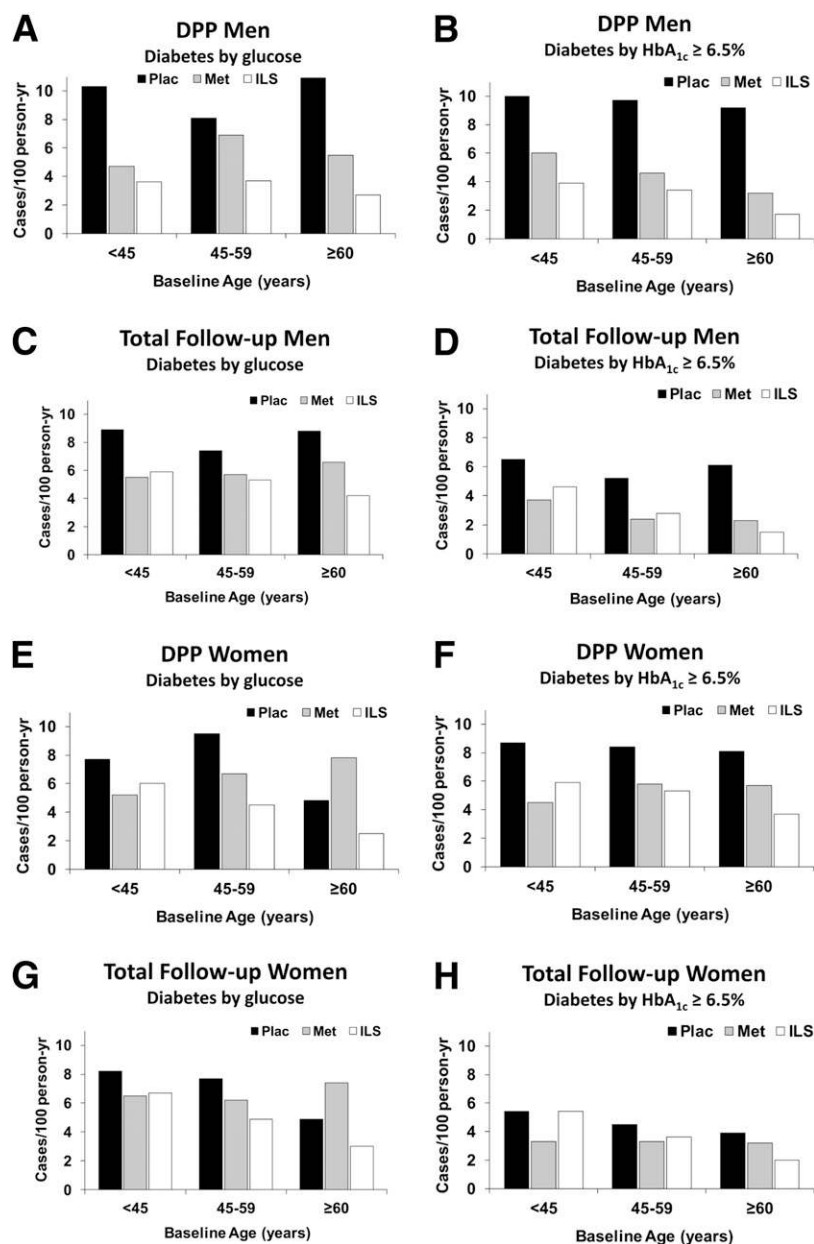 A
DPP Men
Diabetes by glucose
Plac Met ILS
Cases/100 person-yr
10
8
6
4
2
0
<45 45-59 ≥60
Baseline Age (years)
B
DPP Men
Diabetes by HbA1c ≥ 6.5%
Plac Met ILS
Cases/100 person-yr
10
8
6
4
2
0
<45 45-59 ≥60
Baseline Age (years)
C
Total Follow-up Men
Diabetes by glucose
Plac Met ILS
Cases/100 person-yr
10
8
6
4
2
0
<45 45-59 ≥60
Baseline Age (years)
D
Total Follow-up Men
Diabetes by HbA1c ≥ 6.5%
Plac Met ILS
Cases/100 person-yr
10
8
6
4
2
0
<45 45-59 ≥60
Baseline Age (years)
E
DPP Women
Diabetes by glucose
Plac Met ILS
Cases/100 person-yr
10
8
6
4
2
0
<45 45-59 ≥60
Baseline Age (years)
F
DPP Women
Diabetes by HbA1c ≥ 6.5%
Plac Met ILS
Cases/100 person-yr
10
8
6
4
2
0
<45 45-59 ≥60
Baseline Age (years)
G
Total Follow-up Women
Diabetes by glucose
Plac Met ILS
Cases/100 person-yr
10
8
6
4
2
0
<45 45-59 ≥60
Baseline Age (years)
H
Total Follow-up Women
Diabetes by HbA1c ≥ 6.5%
Plac Met ILS
Cases/100 person-yr
10
8
6
4
2
0
<45 45-59 ≥60
Baseline Age (years)